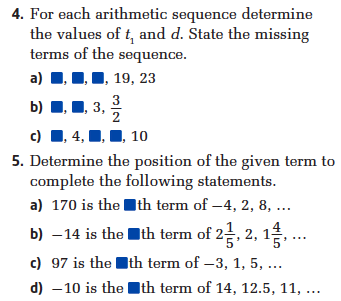 4. For each arithmetic sequence determine
the values of t₁ and d. State the missing
terms of the sequence.
a) ■, ■, ■, 19, 23
b) ■, ■, 3, 3/2
c) ■, 4, ■, ■, 10
5. Determine the position of the given term to
complete the following statements.
a) 170 is the ■th term of −4, 2, 8, …
b) −14 is the ■th term of 2 1/5, 2, 1 4/5, …
c) 97 is the ■th term of −3, 1, 5, …
d) −10 is the ■th term of 14, 12.5, 11, …